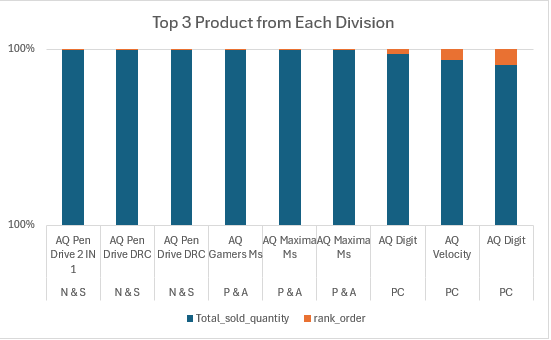 Top 3 Product from Each Division
100%
100%
AQ Pen Drive 2 IN 1
AQ Pen Drive DRC
AQ Pen Drive DRC
AQ Gamers Ms
AQ Maxima Ms
AQ Maxima Ms
AQ Digit
AQ Velocity
AQ Digit
N & S
N & S
N & S
P & A
P & A
P & A
PC
PC
PC
Total_sold_quantity
rank_order